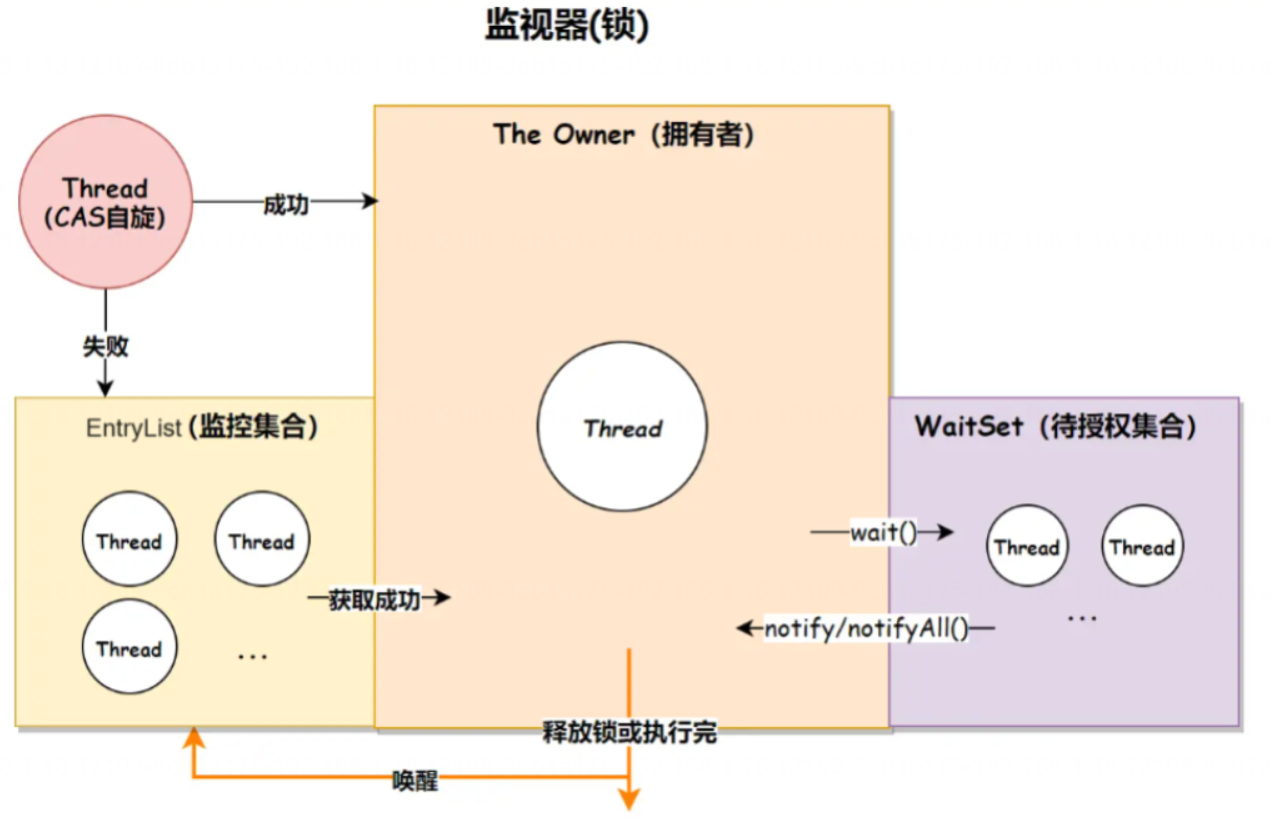 监视器(锁)
The Owner（拥有者）
Thread
(CAS自旋)
成功
失败
EntryList (监控集合)
Thread
Thread
Thread
...
获取成功
Thread
WaitSet（待授权集合）
wait()
Thread
Thread
...
notify/notifyAll()
释放锁或执行完
唤醒